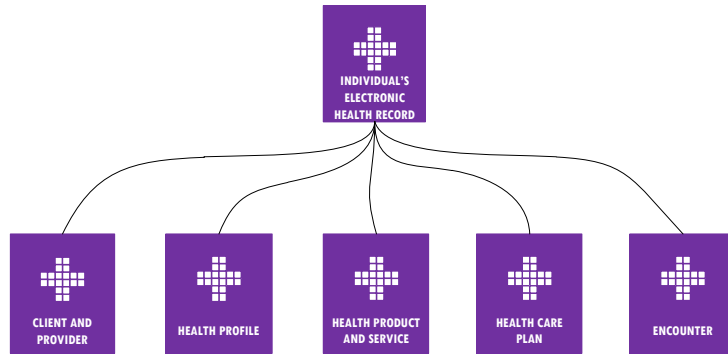 INDIVIDUAL'S
ELECTRONIC
HEALTH RECORD
CLIENT AND
PROVIDER
HEALTH PROFILE
HEALTH PRODUCT
AND SERVICE
HEALTH CARE
PLAN
ENCOUNTER